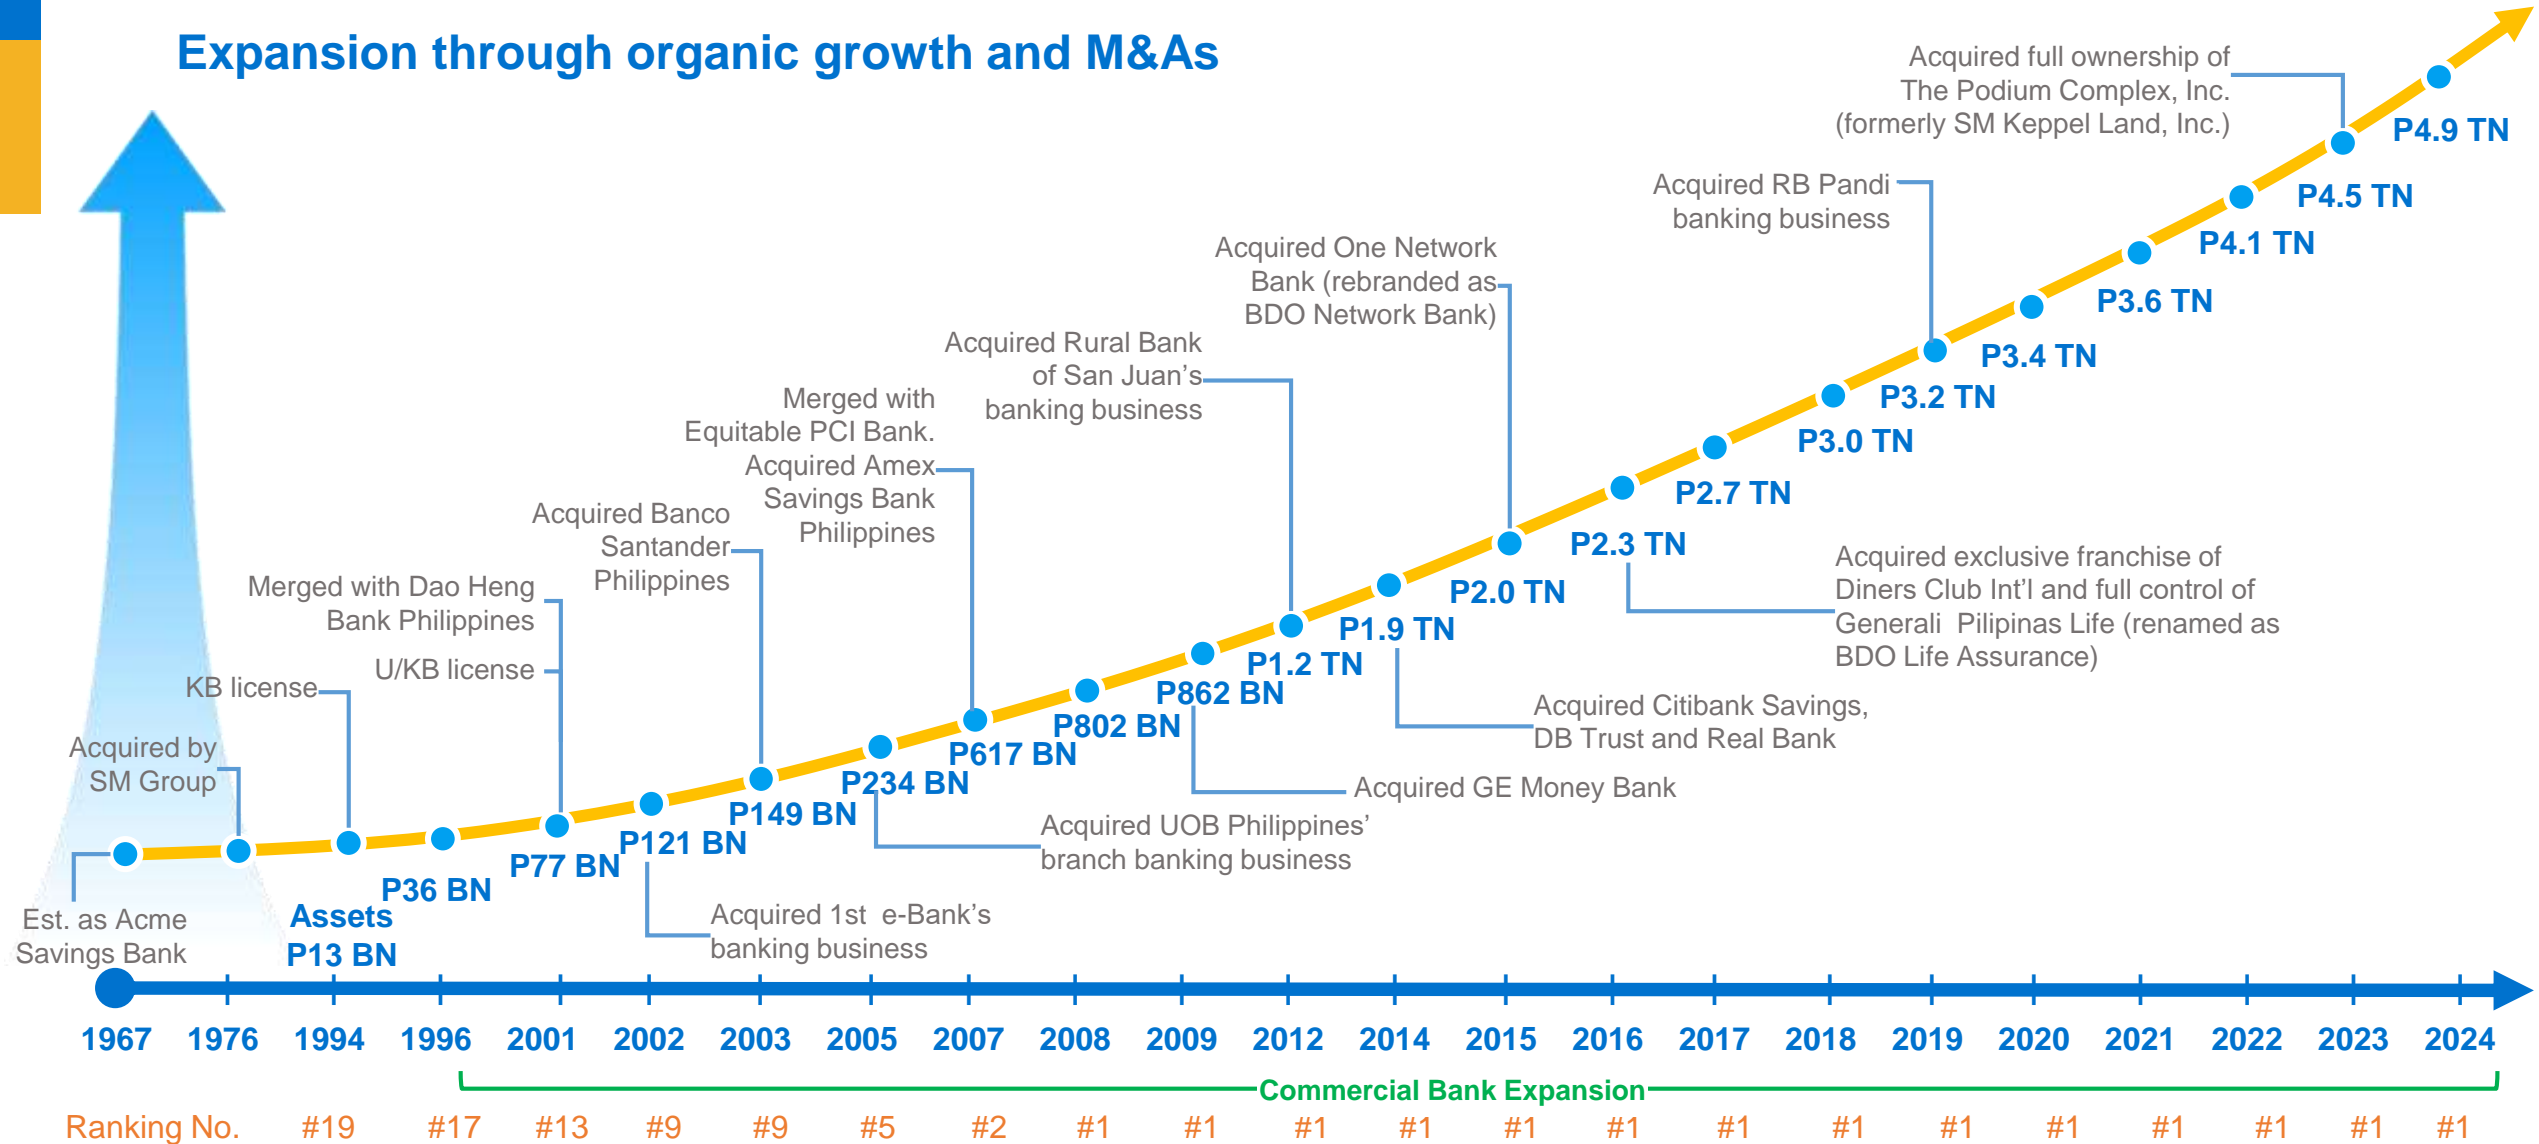 Expansion through organic growth and M&As
Acquired full ownership of
The Podium Complex, Inc.
(formerly SM Keppel Land, Inc.)
Acquired RB Pandi
banking business
Acquired One Network
Bank (rebranded as
BDO Network Bank)
Acquired Rural Bank
of San Juan’s
banking business
Merged with
Equitable PCI Bank.
Acquired Amex
Savings Bank
Philippines
Acquired Banco
Santander
Philippines
Merged with Dao Heng
Bank Philippines
U/KB license
KB license
Acquired by
SM Group
Est. as Acme
Savings Bank
Assets
P13 BN
P36 BN
P77 BN
P121 BN
P149 BN
P234 BN
P617 BN
P802 BN
P862 BN
P1.2 TN
P1.9 TN
P2.0 TN
P2.3 TN
P2.7 TN
P3.0 TN
P3.2 TN
P3.4 TN
P3.6 TN
P4.1 TN
P4.5 TN
P4.9 TN
Acquired 1st e-Bank’s
banking business
Acquired UOB Philippines’
branch banking business
Acquired GE Money Bank
Acquired Citibank Savings,
DB Trust and Real Bank
Acquired exclusive franchise of
Diners Club Int’l and full control of
Generali Pilipinas Life (renamed as
BDO Life Assurance)
1967 1976 1994 1996 2001 2002 2003 2005 2007 2008 2009 2012 2014 2015 2016 2017 2018 2019 2020 2021 2022 2023 2024
Commercial Bank Expansion
Ranking No. #19 #17 #13 #9 #9 #5 #2 #1 #1 #1 #1 #1 #1 #1 #1 #1 #1 #1 #1 #1 #1